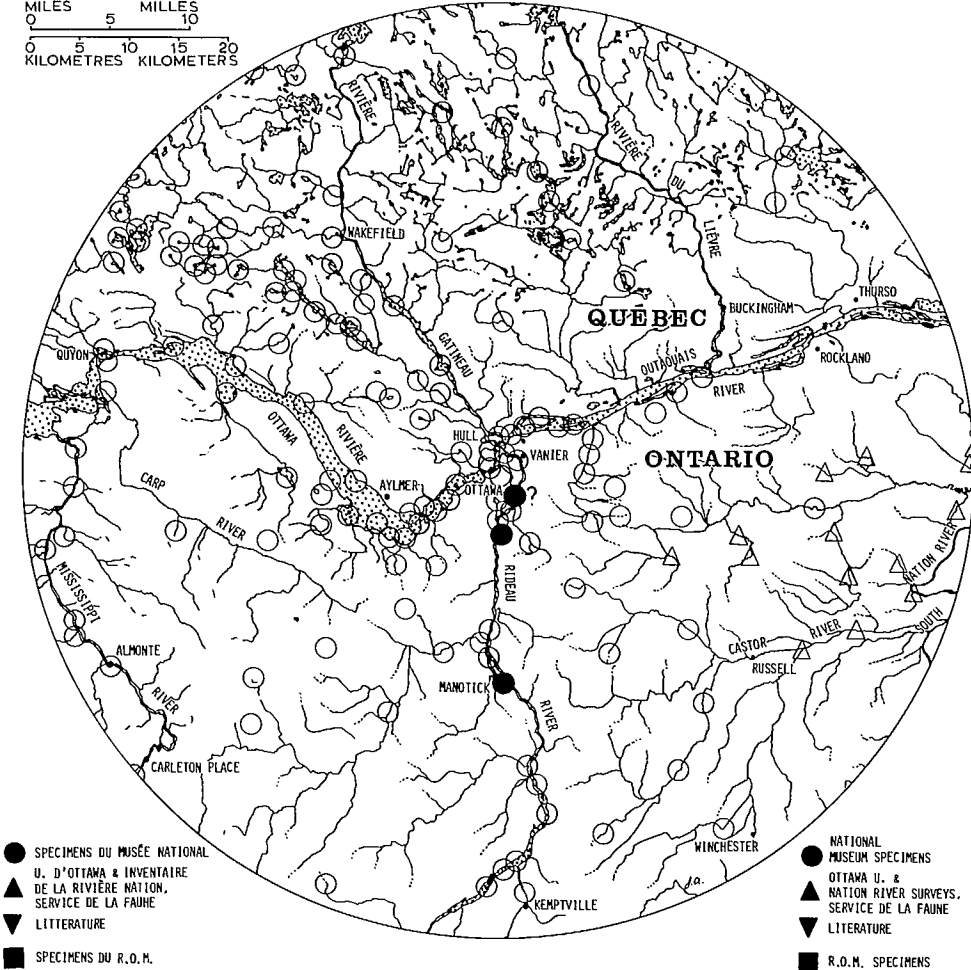 MILES MILLES
0 5 10
0 5 10 15 20
KILOMÈTRES KILOMETERS
RIVIÈRE
RIVIÈRE
DU
LIÈVRE
WAKEFIELD
THURSO
BUCKINGHAM
QUÉBEC
GATINEAU
QUYON
ROCKLAND
OUTAOUAIS
RIVER
OTTAWA
RIVIÈRE
HULL
VANIER
ONTARIO
CARP
RIVER
AYLMER
OTTAWA
?
NATION RIVER
MISSISSIPPI
RIDEAU
SOUTH
CASTOR
RIVER
RUSSELL
ALMONTE
RIVER
MANOTICK
RIVER
CARLETON PLACE
WINCHESTER
J.A.
KEMPTVILLE
SPECIMENS DU MUSÉE NATIONAL
U. D'OTTAWA & INVENTAIRE
DE LA RIVIÈRE NATION,
SERVICE DE LA FAUHE
LITTERATURE
SPECIMENS DU R.O.M.
NATIONAL
MUSEUM SPECIMENS
OTTAWA U. &
NATION RIVER SURVEYS,
SERVICE DE LA FAUNE
LITERATURE
R.O.M. SPECIMENS